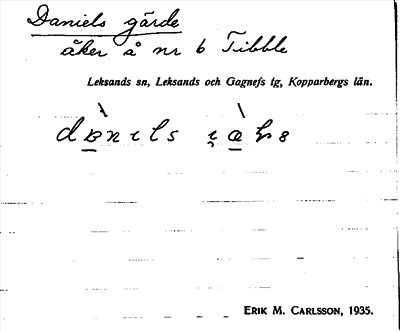 Daniels gärde
åker å nr 6 Tibble
Leksands sn, Leksands och Gagnefs tg, Kopparbergs län.
ERIK M. CARLSSON, 1935.